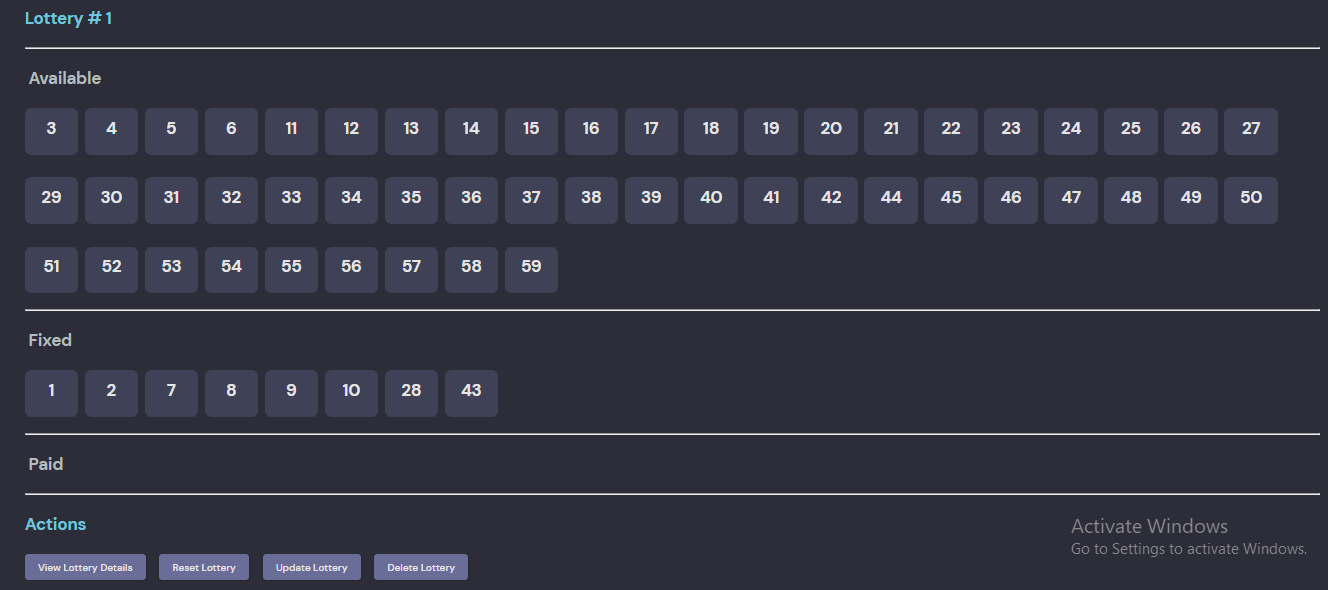 Lottery # 1
Available
3 4 5 6 11 12 13 14 15 16 17 18 19 20 21 22 23 24 25 26 27
29 30 31 32 33 34 35 36 37 38 39 40 41 42 44 45 46 47 48 49 50
51 52 53 54 55 56 57 58 59
Fixed
1 2 7 8 9 10 28 43
Paid
Actions
View Lottery Details Reset Lottery Update Lottery Delete Lottery
Activate Windows
Go to Settings to activate Windows.